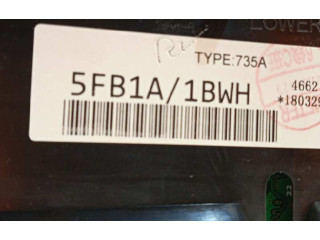 LOWER
TYPE:735A
5FB1A/1BWH
4662
*180329